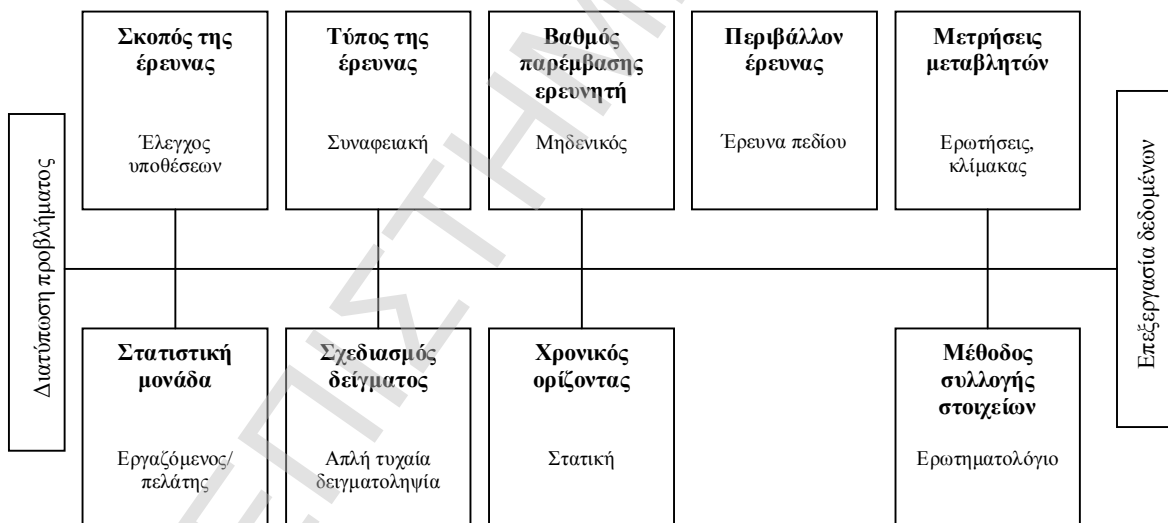 Σκοπός της
έρευνας
Έλεγχος
υποθέσεων
Τύπος της
έρευνας
Συναφειακή
Βαθμός
παρέμβασης
ερευνητή
Μηδενικός
Περιβάλλον
έρευνας
Έρευνα πεδίου
Μετρήσεις
μεταβλητών
Ερωτήσεις,
κλίμακας
Διατύπωση προβλήματος
Επεξεργασία δεδομένων
Στατιστική
μονάδα
Εργαζόμενος/
πελάτης
Σχεδιασμός
δείγματος
Απλή τυχαία
δειγματοληψία
Χρονικός
ορίζοντας
Στατική
Μέθοδος
συλλογής
στοιχείων
Ερωτηματολόγιο